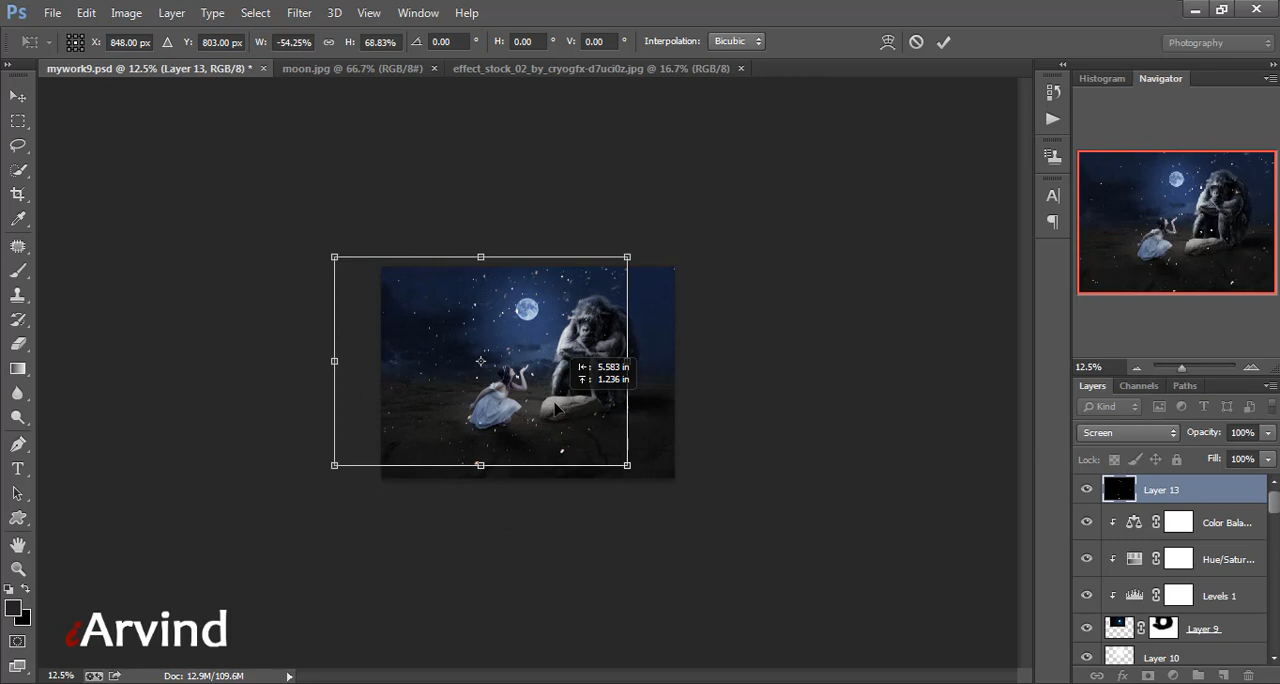 Ps File Edit Image Layer Type Select Filter 3D View Window Help
X: 848.00 px Y: 803.00 px W: -54.25% H: 68.83% 0.00 ° H: 0.00 ° V: 0.00 ° Interpolation: Bicubic Photography
mywork9.psd @ 12.5% (Layer 13, RGB/8) * × moon.jpg @ 66.7% (RGB/8#) × effect_stock_02_by_cryogfx-d7uci0z.jpg @ 16.7% (RGB/8) ×
Histogram Navigator
5.583 in
1.236 in
12.5%
Layers Channels Paths
Kind
Screen Opacity: 100%
Lock: Fill: 100%
Layer 13
Color Bala...
Hue/Satur...
Levels 1
Layer 9
Layer 10
iArvind
12.5% Doc: 12.9M/109.6M